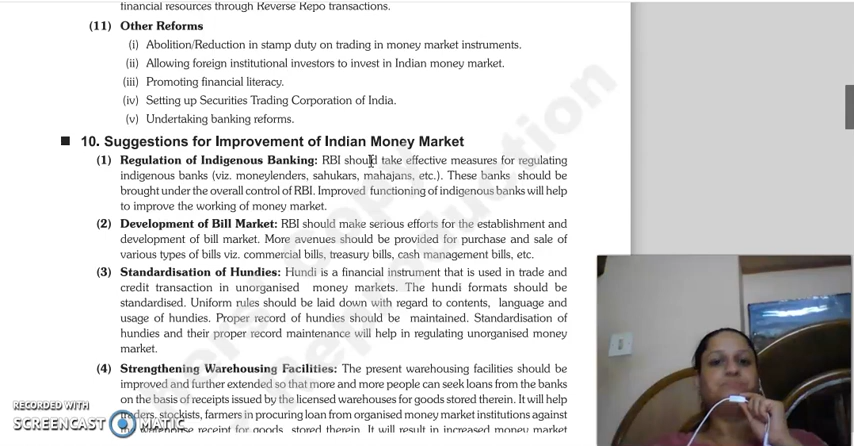 financial resources through Reverse Repo transactions.
(11) Other Reforms
(i) Abolition/Reduction in stamp duty on trading in money market instruments.
(ii) Allowing foreign institutional investors to invest in Indian money market.
(iii) Promoting financial literacy.
(iv) Setting up Securities Trading Corporation of India.
(v) Undertaking banking reforms.
■ 10. Suggestions for Improvement of Indian Money Market
(1) Regulation of Indigenous Banking: RBI should take effective measures for regulating
indigenous banks (viz. moneylenders, sahukars, mahajans, etc.). These banks should be
brought under the overall control of RBI. Improved functioning of indigenous banks will help
to improve the working of money market.
(2) Development of Bill Market: RBI should make serious efforts for the establishment and
development of bill market. More avenues should be provided for purchase and sale of
various types of bills viz. commercial bills, treasury bills, cash management bills, etc.
(3) Standardisation of Hundies: Hundi is a financial instrument that is used in trade and
credit transaction in unorganised money markets. The hundi formats should be
standardised. Uniform rules should be laid down with regard to contents, language and
usage of hundies. Proper record of hundies should be maintained. Standardisation of
hundies and their proper record maintenance will help in regulating unorganised money
market.
(4) Strengthening Warehousing Facilities: The present warehousing facilities should be
improved and further extended so that more and more people can seek loans from the banks
on the basis of receipts issued by the licensed warehouses for goods stored therein. It will help
traders, stockists, farmers in procuring loan from organised money market institutions against
the warehouse receipt for goods stored therein. It will result in increased money market
RECORDED WITH
SCREENCAST MATIC